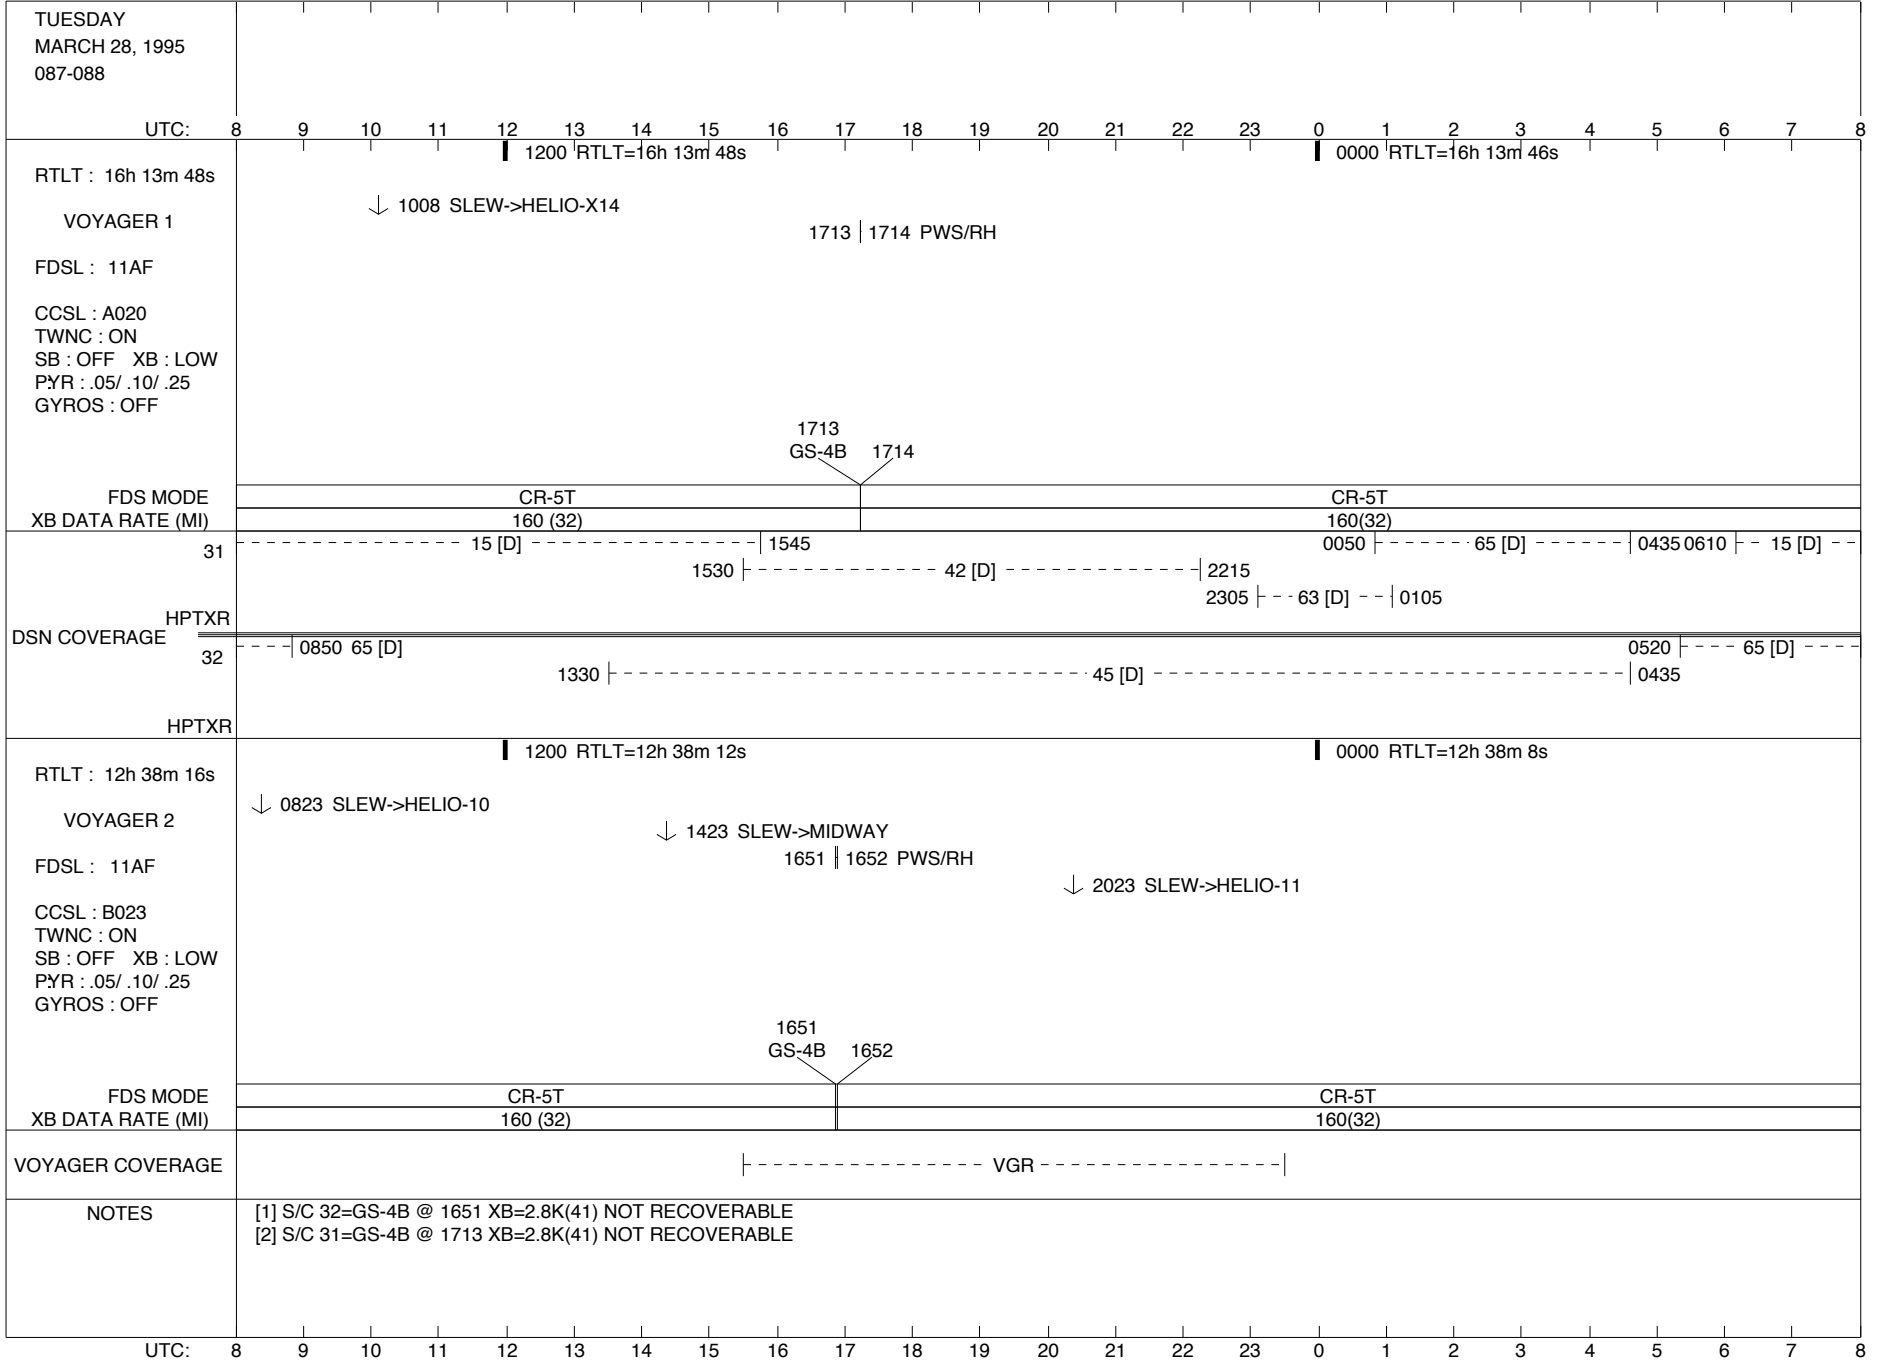 TUESDAY
MARCH 28, 1995
087-088
UTC: 8 9 10 11 12 13 14 15 16 17 18 19 20 21 22 23 0 1 2 3 4 5 6 7 8
1200 RTLT=16h 13m 48s 0000 RTLT=16h 13m 46s
RTLT : 16h 13m 48s
1008 SLEW->HELIO-X14
VOYAGER 1
1713 1714 PWS/RH
FDSL : 11AF
CCSL : A020
TWNC : ON
SB : OFF XB : LOW
P:YR : .05/ .10/ .25
GYROS : OFF
1713
GS-4B 1714
FDS MODE CR-5T CR-5T
XB DATA RATE (MI) 160 (32) 160(32)
31 15 [D] 1545 0050 65 [D] 0435 0610 15 [D]
1530 42 [D] 2215
2305 63 [D] 0105
HPTXR
DSN COVERAGE
32 0850 65 [D] 0520 65 [D]
1330 45 [D] 0435
HPTXR
1200 RTLT=12h 38m 12s 0000 RTLT=12h 38m 8s
RTLT : 12h 38m 16s
0823 SLEW->HELIO-10
VOYAGER 2
1423 SLEW->MIDWAY
1651 1652 PWS/RH
FDSL : 11AF
2023 SLEW->HELIO-11
CCSL : B023
TWNC : ON
SB : OFF XB : LOW
P:YR : .05/ .10/ .25
GYROS : OFF
1651
GS-4B 1652
FDS MODE CR-5T CR-5T
XB DATA RATE (MI) 160 (32) 160(32)
VOYAGER COVERAGE VGR
NOTES [1] S/C 32=GS-4B @ 1651 XB=2.8K(41) NOT RECOVERABLE
[2] S/C 31=GS-4B @ 1713 XB=2.8K(41) NOT RECOVERABLE
UTC: 8 9 10 11 12 13 14 15 16 17 18 19 20 21 22 23 0 1 2 3 4 5 6 7 8